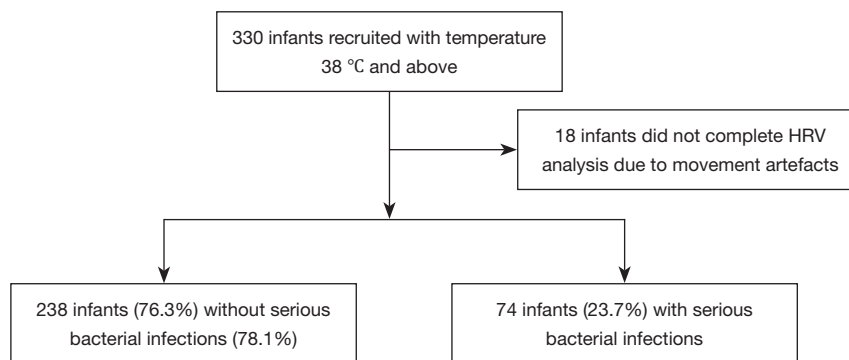 330 infants recruited with temperature
38 ℃ and above
18 infants did not complete HRV
analysis due to movement artefacts
238 infants (76.3%) without serious
bacterial infections (78.1%)
74 infants (23.7%) with serious
bacterial infections